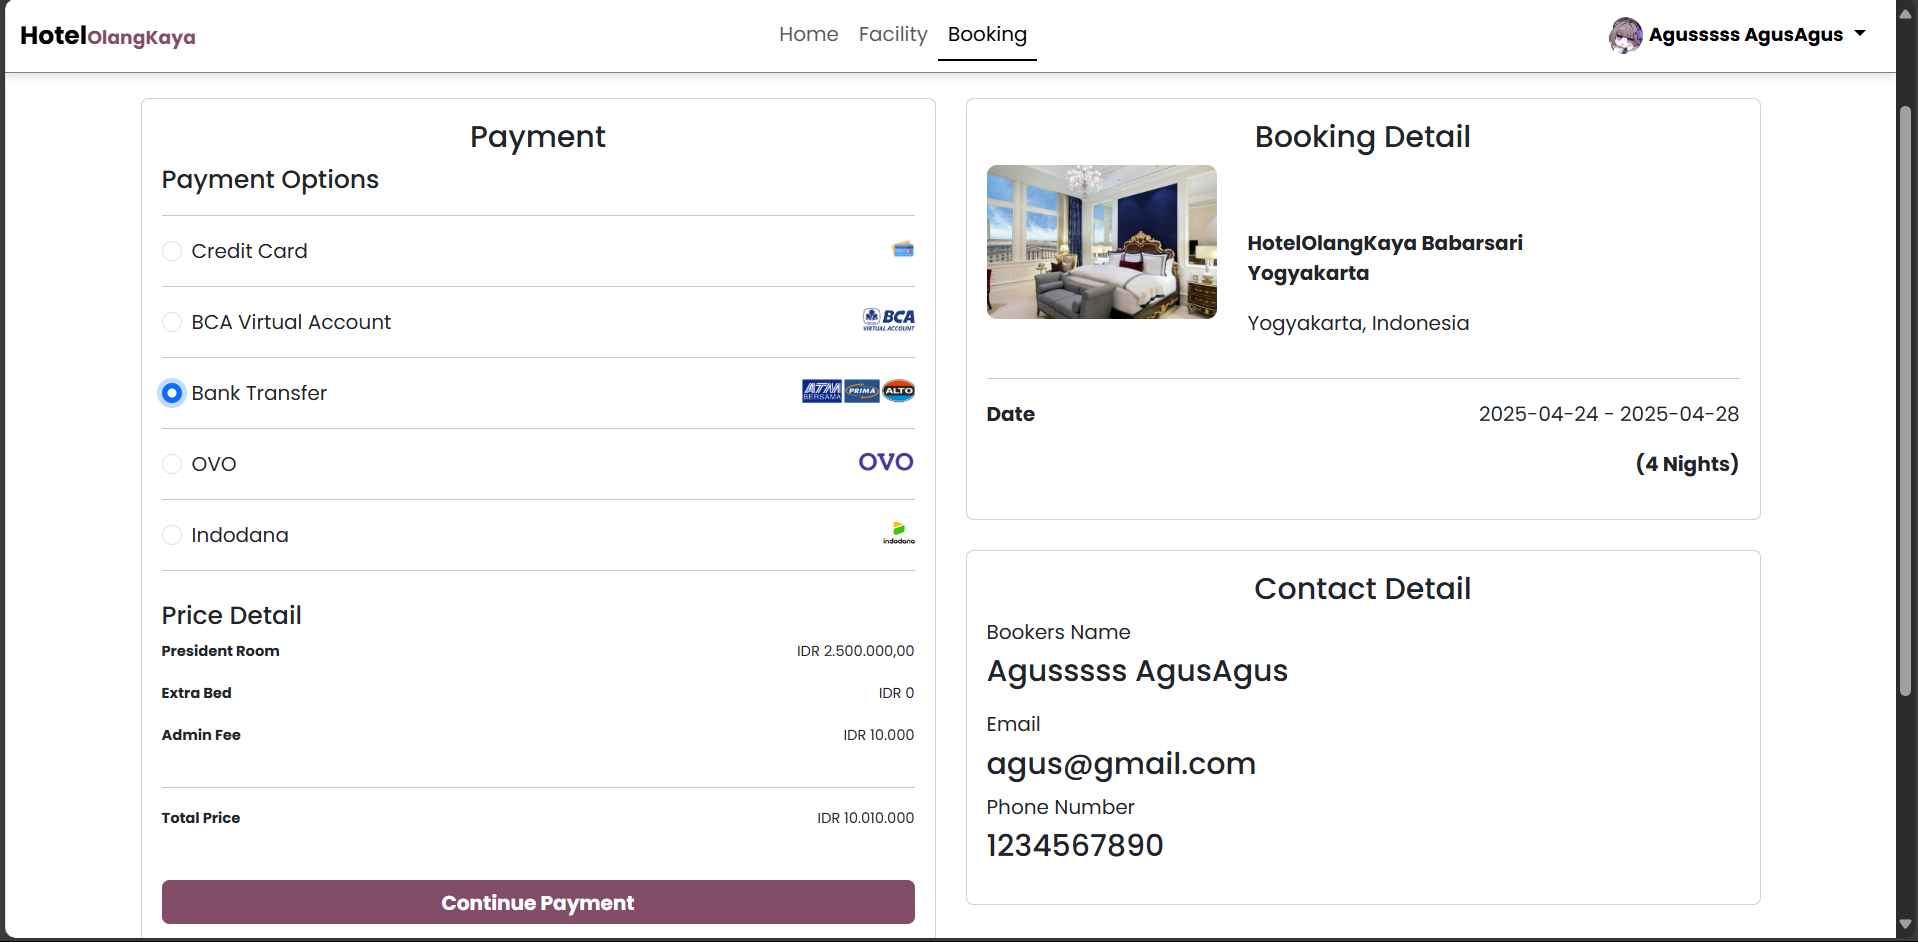 HotelOlangKaya
Home
Facility
Booking
Agusssss AgusAgus
Payment
Payment Options
Credit Card
BCA Virtual Account
BCA
VIRTUAL ACCOUNT
Bank Transfer
ATM
BERSAMA
PRIMA
ALTO
OVO
OVO
Indodana
indodana
Price Detail
President Room
IDR 2.500.000,00
Extra Bed
IDR 0
Admin Fee
IDR 10.000
Total Price
IDR 10.010.000
Continue Payment
Booking Detail
HotelOlangKaya Babarsari
Yogyakarta
Yogyakarta, Indonesia
Date
2025-04-24 - 2025-04-28
(4 Nights)
Contact Detail
Bookers Name
Agusssss AgusAgus
Email
agus@gmail.com
Phone Number
1234567890